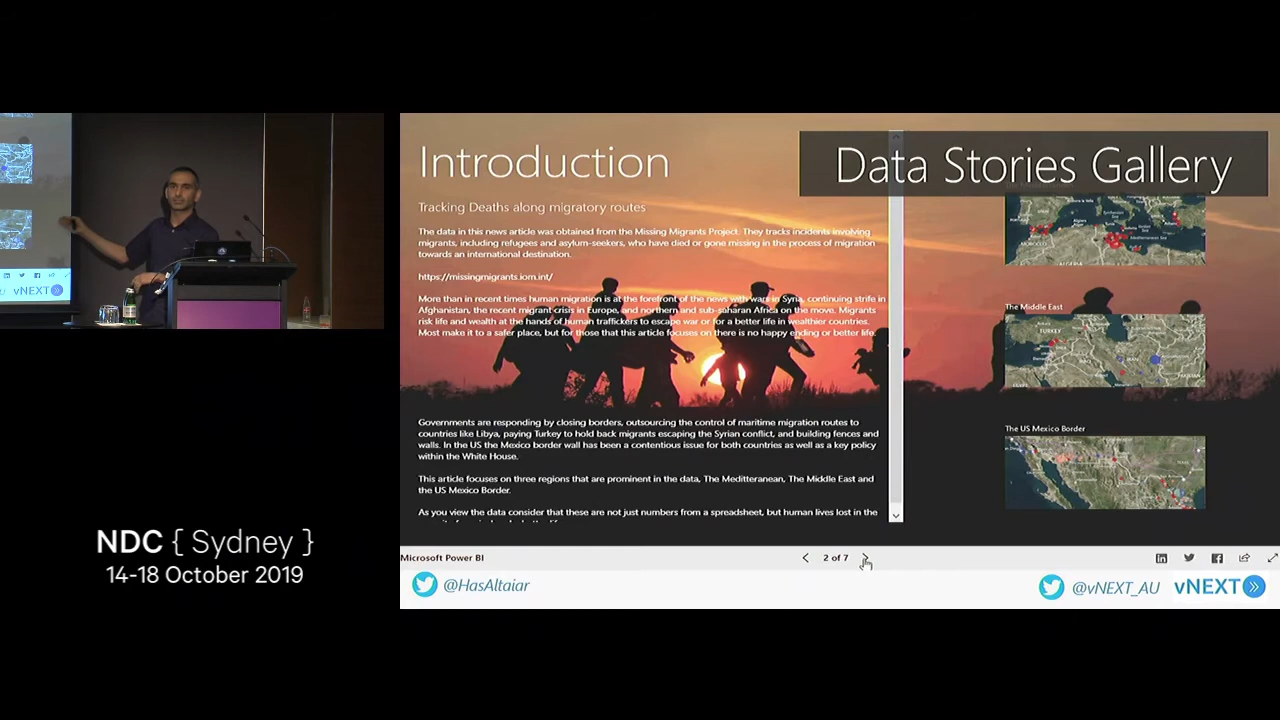 Introduction
Data Stories Gallery
Tracking Deaths along migratory routes
The data in this news article was obtained from the Missing Migrants Project. They tracks incidents involving
migrants, including refugees and asylum-seekers, who have died or gone missing in the process of migration
towards an international destination.
https://missingmigrants.iom.int/
More than in recent times human migration is at the forefront of the news with wars in Syria, continuing strife in
Afghanistan, the recent migrant crisis in Europe, and northern and sub-saharan Africa on the move. Migrants
risk life and wealth at the hands of human traffickers to escape war or for a better life in wealthier countries.
Most make it to a safer place, but for those that this article focuses on there is no happy ending or better life.
Governments are responding by closing borders, outsourcing the control of maritime migration routes to
countries like Libya, paying Turkey to hold back migrants escaping the Syrian conflict, and building fences and
walls. In the US the Mexico border wall has been a contentious issue for both countries as well as a key policy
within the White House.
This article focuses on three regions that are prominent in the data, The Meditteranean, The Middle East and
the US Mexico Border.
As you view the data consider that these are not just numbers from a spreadsheet, but human lives lost in the
MOROCCO
ALGERIA
The Middle East
TURKEY
IRAN
The US Mexico Border
Microsoft Power BI
2 of 7
@HasAltaiar
@vNEXT_AU
vNEXT
vNEXT
NDC { Sydney }
14-18 October 2019